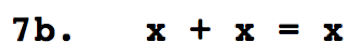 7b. x + x = x